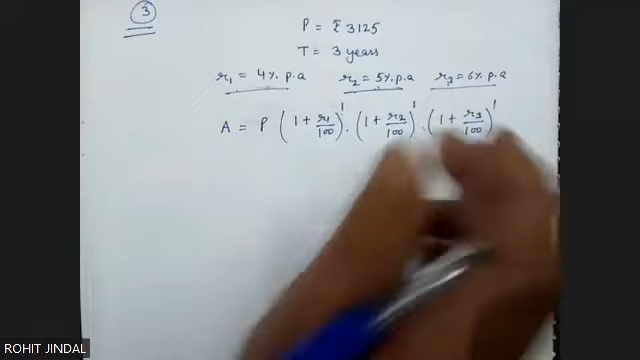 3
P = ₹ 3125
T = 3 years
r₁ = 4%. p.a r₂ = 5%. p.a r₃ = 6%. p.a
A = P (1 + r₁/100)¹ . (1 + r₂/100)¹ . (1 + r₃/100)¹
ROHIT JINDAL